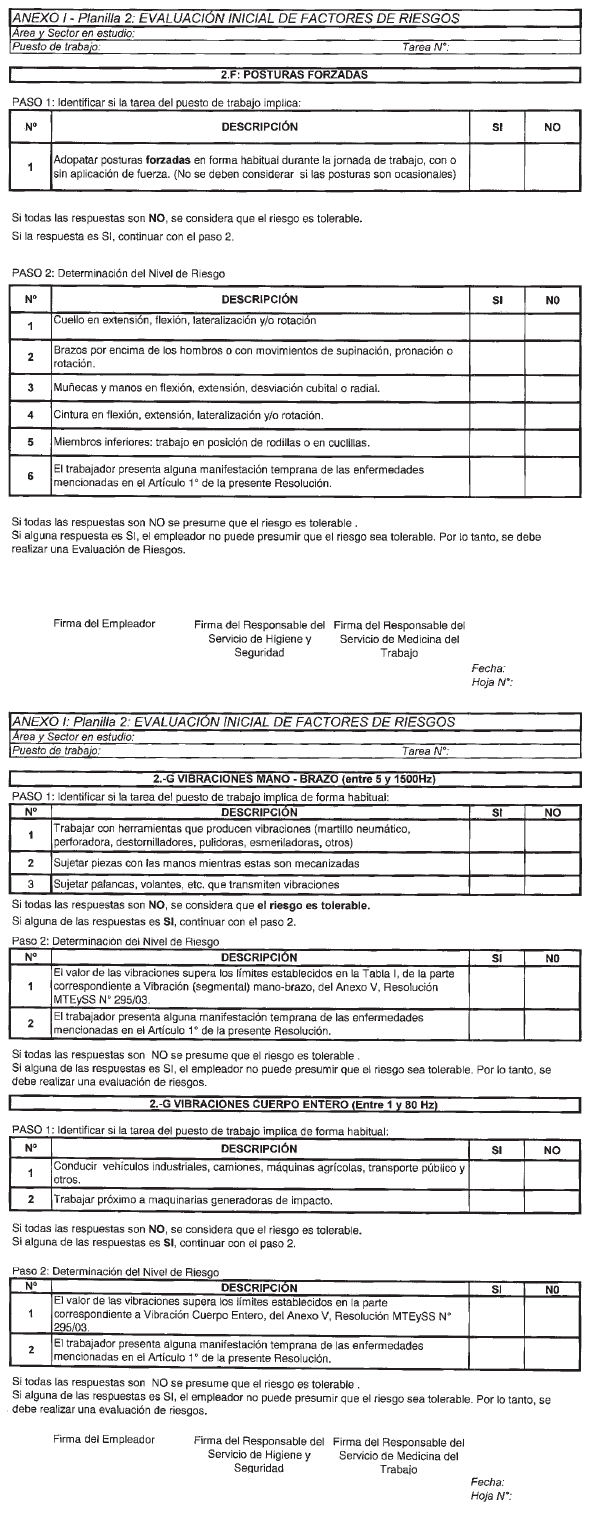 ANEXO I - Planilla 2: EVALUACIÓN INICIAL DE FACTORES DE RIESGOS
Área y Sector en estudio:
Puesto de trabajo: Tarea N°:
2.F: POSTURAS FORZADAS
PASO 1: Identificar si la tarea del puesto de trabajo implica:
Nº DESCRIPCIÓN SI NO
1 Adopatar posturas forzadas en forma habitual durante la jornada de trabajo, con o
sin aplicación de fuerza. (No se deben considerar si las posturas son ocasionales)
Si todas las respuestas son NO, se considera que el riesgo es tolerable.
Si la respuesta es SI, continuar con el paso 2.
PASO 2: Determinación del Nivel de Riesgo
Nº DESCRIPCIÓN SI N0
1 Cuello en extensión, flexión, lateralización y/o rotación
2 Brazos por encima de los hombros o con movimientos de supinación, pronación o
rotación.
3 Muñecas y manos en flexión, extensión, desviación cubital o radial.
4 Cintura en flexión, extensión, lateralización y/o rotación.
5 Miembros inferiores: trabajo en posición de rodillas o en cuclillas.
6 El trabajador presenta alguna manifestación temprana de las enfermedades
mencionadas en el Artículo 1° de la presente Resolución.
Si todas las respuestas son NO se presume que el riesgo es tolerable .
Si alguna respuesta es SI, el empleador no puede presumir que el riesgo sea tolerable. Por lo tanto, se debe
realizar una Evaluación de Riesgos.
Firma del Empleador Firma del Responsable del Firma del Responsable del
Servicio de Higiene y Servicio de Medicina del
Seguridad Trabajo
Fecha:
Hoja N°:
ANEXO I: Planilla 2: EVALUACIÓN INICIAL DE FACTORES DE RIESGOS
Área y Sector en estudio:
Puesto de trabajo: Tarea N°:
2.-G VIBRACIONES MANO - BRAZO (entre 5 y 1500Hz)
PASO 1: Identificar si la tarea del puesto de trabajo implica de forma habitual:
Nº DESCRIPCIÓN SI NO
1 Trabajar con herramientas que producen vibraciones (martillo neumático,
perforadora, destornilladores, pulidoras, esmeriladoras, otros)
2 Sujetar piezas con las manos mientras estas son mecanizadas
3 Sujetar palancas, volantes, etc. que transmiten vibraciones
Si todas las respuestas son NO, se considera que el riesgo es tolerable.
Si alguna de las respuestas es SI, continuar con el paso 2.
Paso 2: Determinación del Nivel de Riesgo
Nº DESCRIPCIÓN SI N0
1 El valor de las vibraciones supera los límites establecidos en la Tabla I, de la parte
correspondiente a Vibración (segmental) mano-brazo, del Anexo V, Resolución
MTEySS N° 295/03.
2 El trabajador presenta alguna manifestación temprana de las enfermedades
mencionadas en el Artículo 1° de la presente Resolución.
Si todas las respuestas son NO se presume que el riesgo es tolerable .
Si alguna de las respuestas es SI, el empleador no puede presumir que el riesgo sea tolerable. Por lo tanto, se
debe realizar una evaluación de riesgos.
2.-G VIBRACIONES CUERPO ENTERO (Entre 1 y 80 Hz)
PASO 1: Identificar si la tarea del puesto de trabajo implica de forma habitual:
Nº DESCRIPCIÓN SI NO
1 Conducir vehículos industriales, camiones, máquinas agrícolas, transporte público y
otros.
2 Trabajar próximo a maquinarias generadoras de impacto.
Si todas las respuestas son NO, se considera que el riesgo es tolerable.
Si alguna de las respuestas es SI, continuar con el paso 2.
Paso 2: Determinación del Nivel de Riesgo
Nº DESCRIPCIÓN SI N0
1 El valor de las vibraciones supera los límites establecidos en la parte
correspondiente a Vibración Cuerpo Entero, del Anexo V, Resolución MTEySS N°
295/03.
2 El trabajador presenta alguna manifestación temprana de las enfermedades
mencionadas en el Artículo 1° de la presente Resolución.
Si todas las respuestas son NO se presume que el riesgo es tolerable .
Si alguna de las respuestas es SI, el empleador no puede presumir que el riesgo sea tolerable. Por lo tanto, se
debe realizar una evaluación de riesgos.
Firma del Empleador Firma del Responsable del Firma del Responsable del
Servicio de Higiene y Servicio de Medicina del
Seguridad Trabajo
Fecha:
Hoja N°: